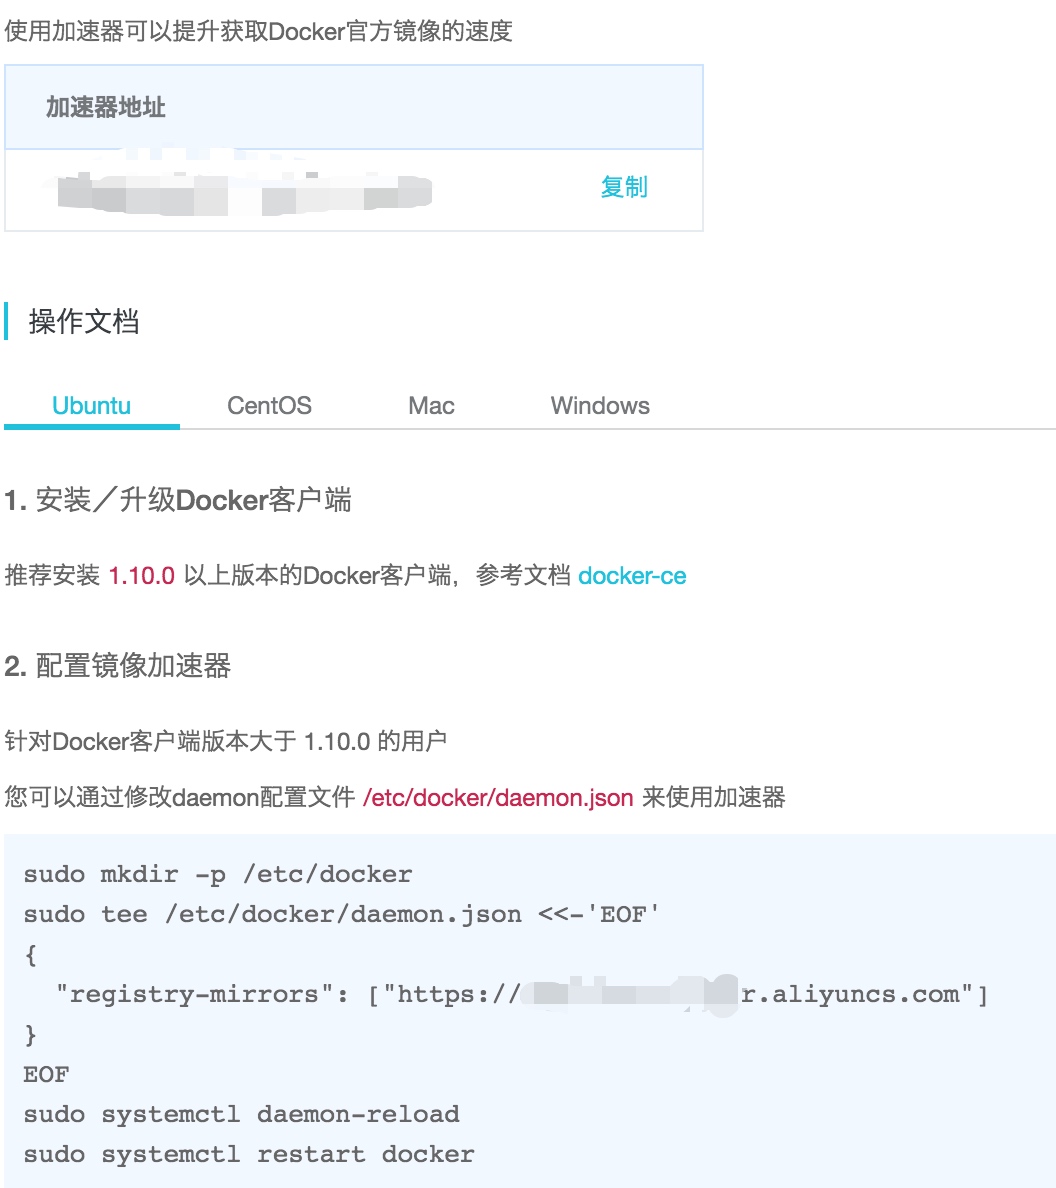 使用加速器可以提升获取Docker官方镜像的速度
加速器地址
复制
操作文档
Ubuntu CentOS Mac Windows
1. 安装／升级Docker客户端
推荐安装 1.10.0 以上版本的Docker客户端，参考文档 docker-ce
2. 配置镜像加速器
针对Docker客户端版本大于 1.10.0 的用户
您可以通过修改daemon配置文件 /etc/docker/daemon.json 来使用加速器
sudo mkdir -p /etc/docker
sudo tee /etc/docker/daemon.json <<-'EOF'
{
"registry-mirrors": ["https://r.aliyuncs.com"]
}
EOF
sudo systemctl daemon-reload
sudo systemctl restart docker